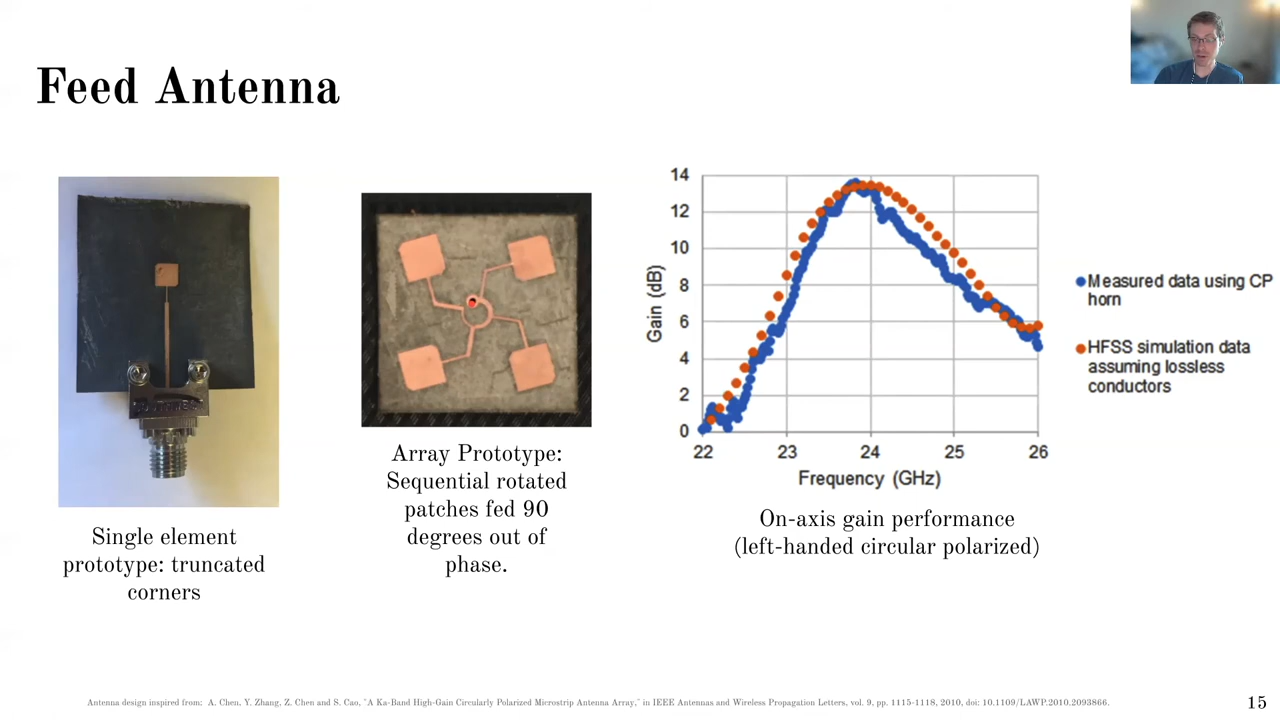 Feed Antenna
Single element
prototype: truncated
corners
Array Prototype:
Sequential rotated
patches fed 90
degrees out of
phase.
Gain (dB)
14
12
10
8
6
4
2
0
22
23
24
25
26
Frequency (GHz)
Measured data using CP
horn
HFSS simulation data
assuming lossless
conductors
On-axis gain performance
(left-handed circular polarized)
Antenna design inspired from: A. Chen, Y. Zhang, Z. Chen and S. Cao, "A Ka-Band High-Gain Circularly Polarized Microstrip Antenna Array," in IEEE Antennas and Wireless Propagation Letters, vol. 9, pp. 1115-1118, 2010, doi: 10.1109/LAWP.2010.2093866.
15